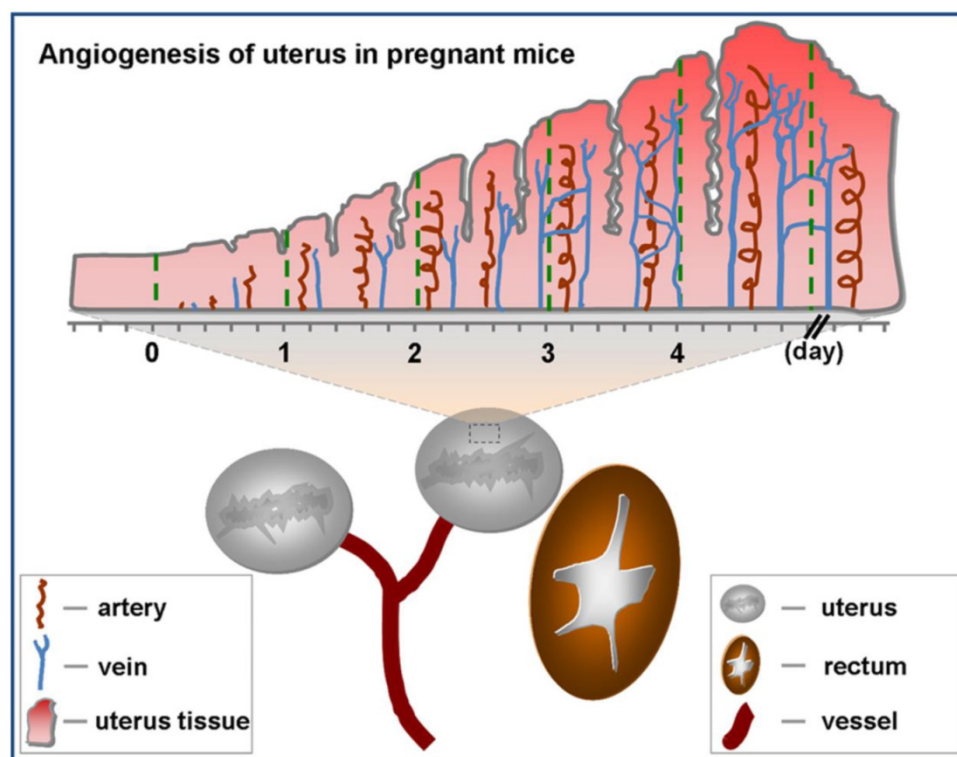 Angiogenesis of uterus in pregnant mice
0 1 2 3 4 (day)
artery
vein
uterus tissue
uterus
rectum
vessel